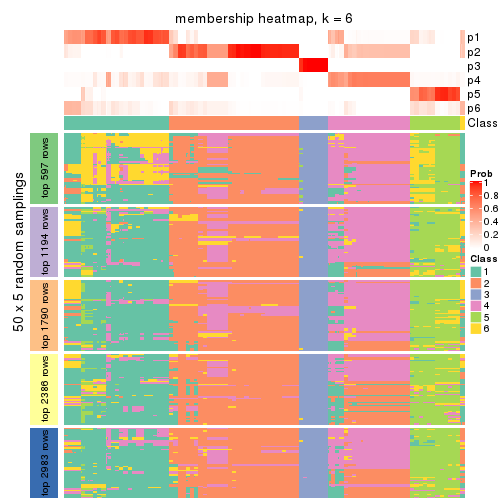 membership heatmap, k = 6
p1
p2
p3
p4
p5
p6
Class
50 x 5 random samplings
top 597 rows
top 1194 rows
top 1790 rows
top 2386 rows
top 2983 rows
Prob
1
0.8
0.6
0.4
0.2
0
Class
1
2
3
4
5
6